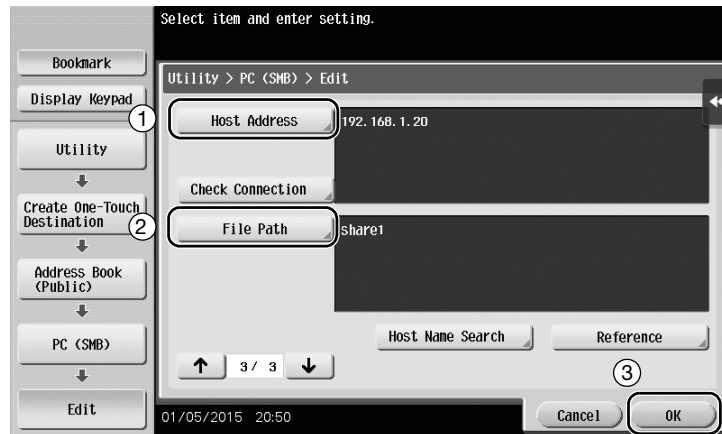 Select item and enter setting.
Bookmark
Display Keypad
Utility
Create One-Touch
Destination
Address Book
(Public)
PC (SMB)
Edit
Utility > PC (SMB) > Edit
1
Host Address
192.168.1.20
Check Connection
2
File Path
share1
Host Name Search
Reference
↑ 3/ 3 ↓
3
01/05/2015 20:50
Cancel
OK